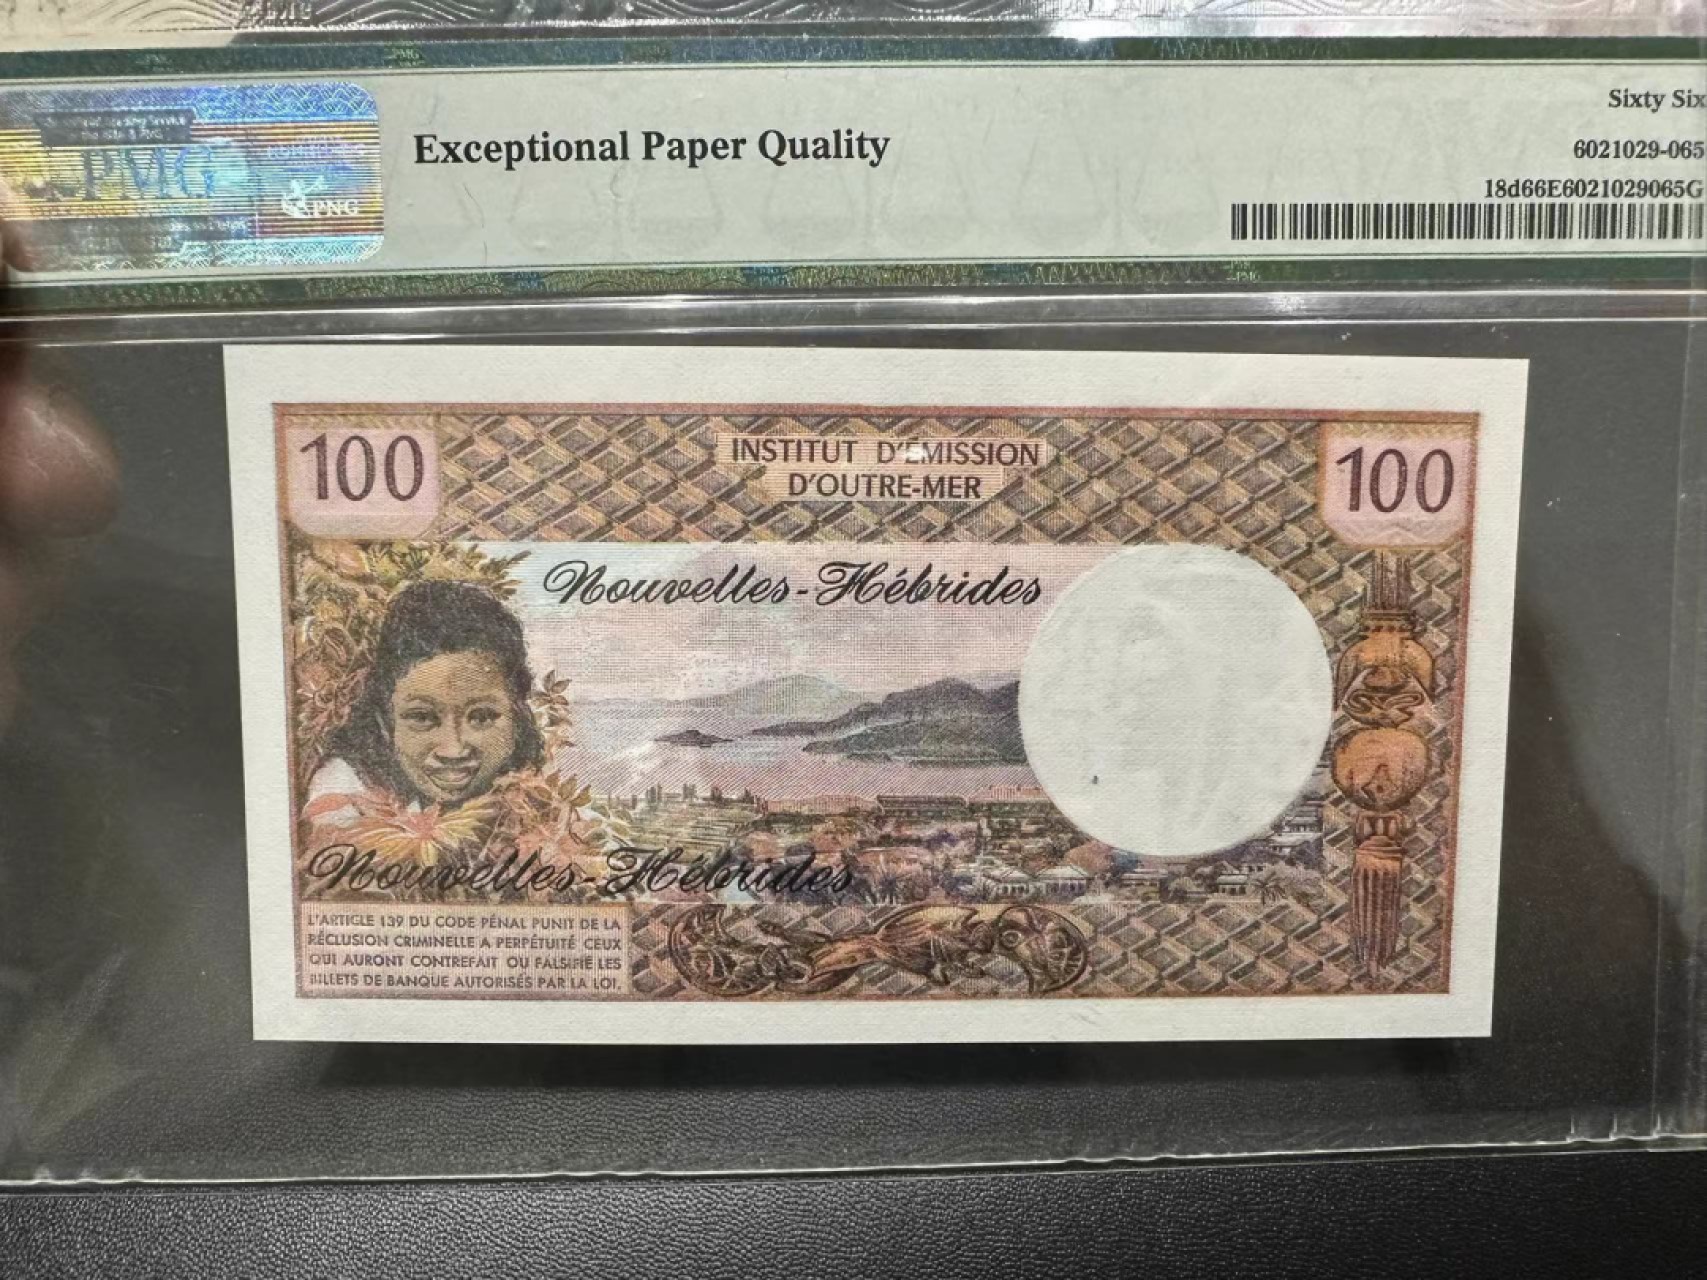 Sixty Six
PMG
Exceptional Paper Quality
6021029-065
PNG
18d66E6021029065G
100
INSTITUT D'ÉMISSION
D'OUTRE-MER
100
Nouvelles-Hébrides
Nouvelles-Hébrides
L'ARTICLE 139 DU CODE PÉNAL PUNIT DE LA
RÉCLUSION CRIMINELLE A PERPÉTUITÉ CEUX
QUI AURONT CONTREFAIT OU FALSIFIÉ LES
BILLETS DE BANQUE AUTORISÉS PAR LA LOI.